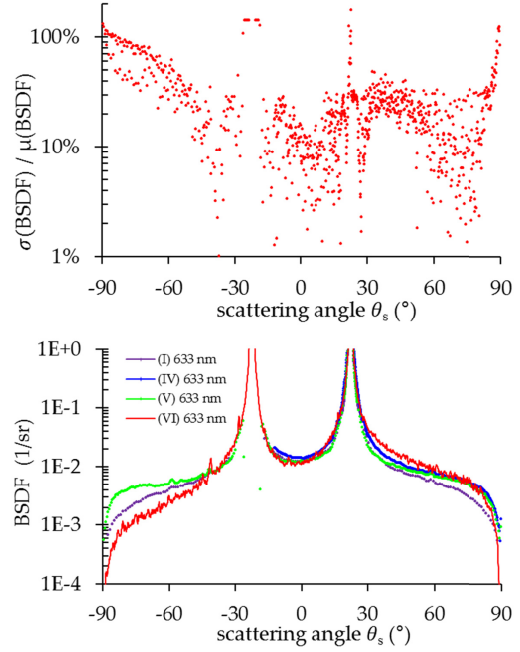 100%
10%
1%
σ(BSDF) / μ(BSDF)
-90 -60 -30 0 30 60 90
scattering angle θs (°)
1E+0
1E-1
1E-2
1E-3
1E-4
BSDF (1/sr)
(I) 633 nm
(IV) 633 nm
(V) 633 nm
(VI) 633 nm
-90 -60 -30 0 30 60 90
scattering angle θs (°)